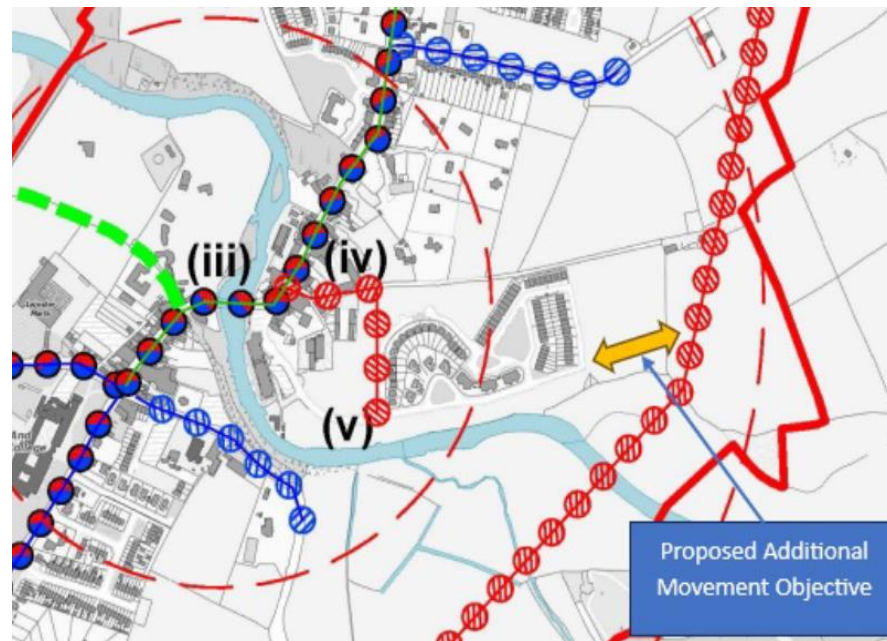 (iii)
(iv)
(v)
Proposed Additional
Movement Objective